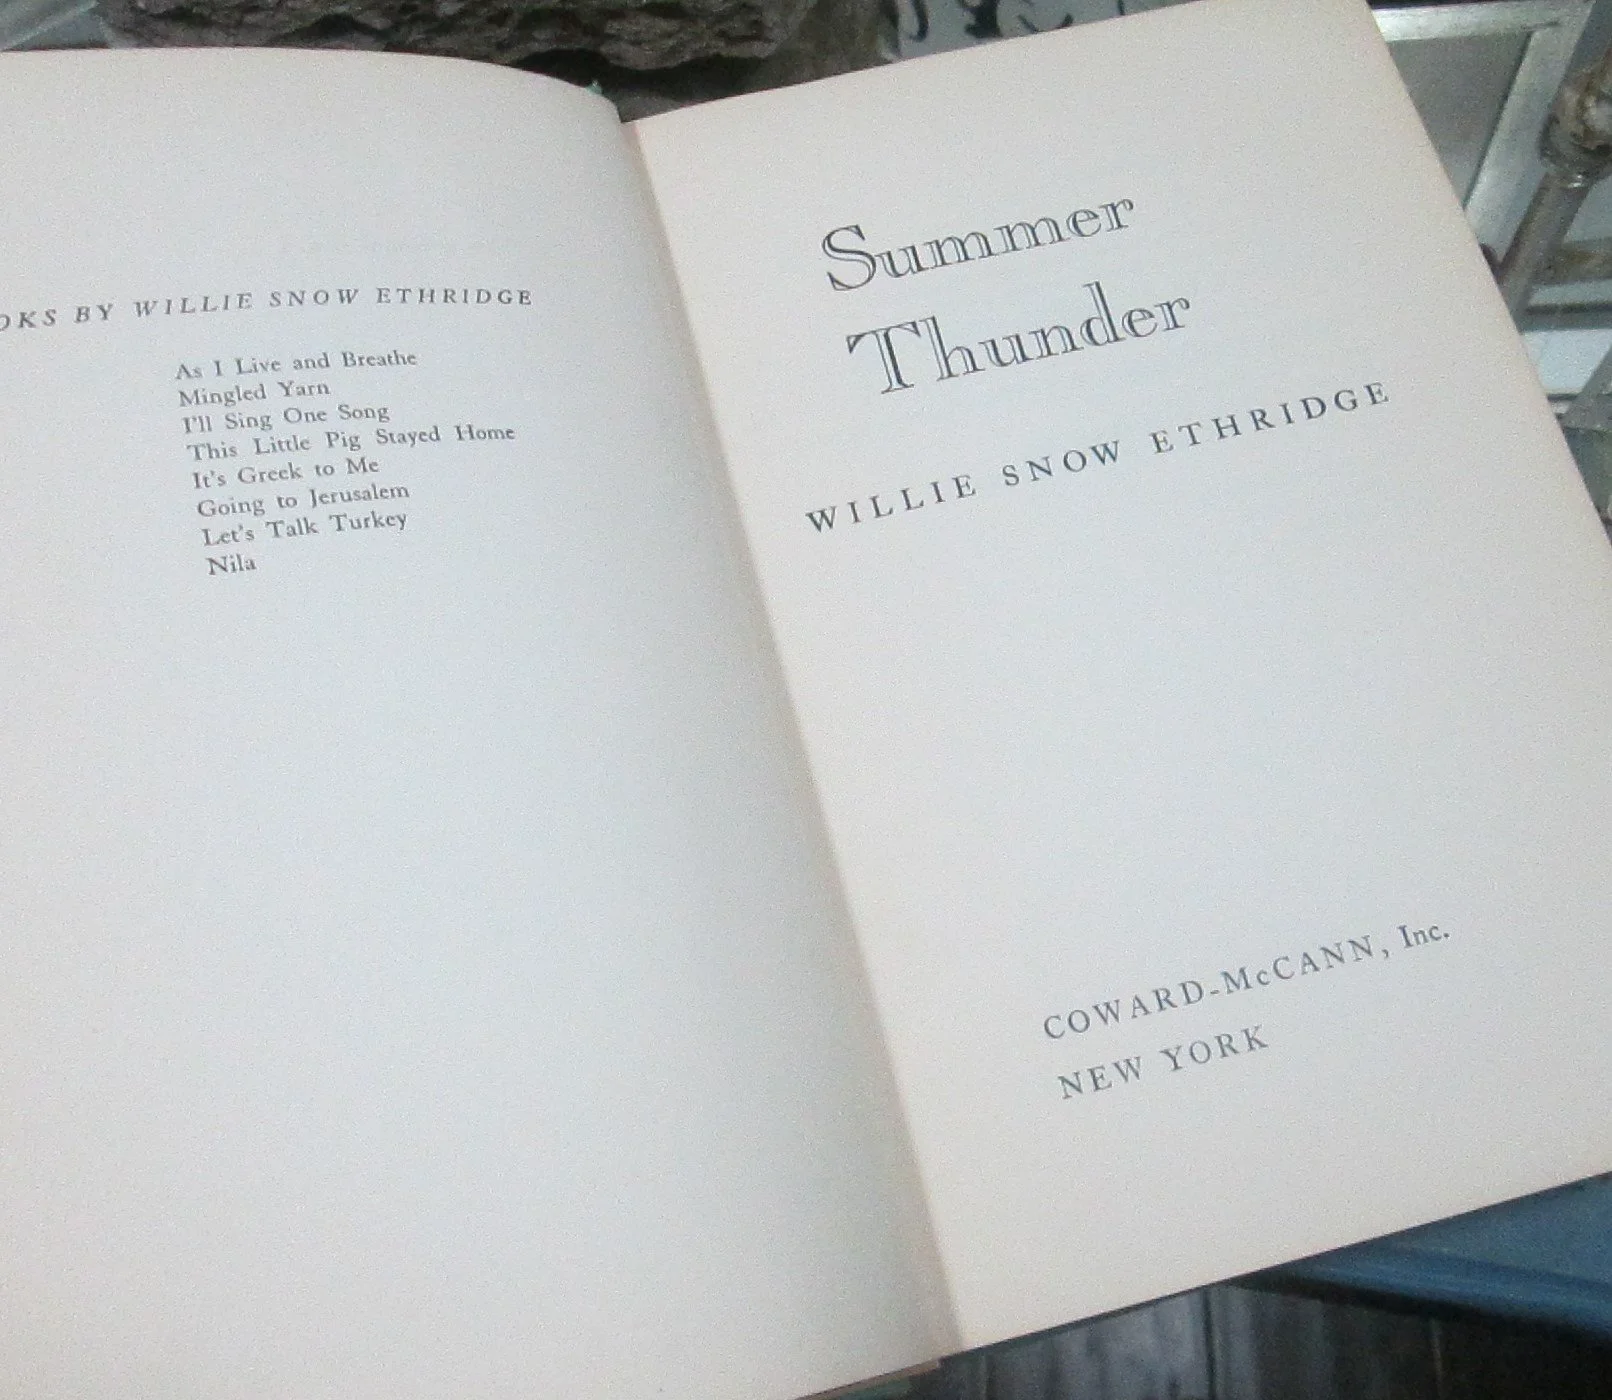 BY WILLIE SNOW ETHRIDGE
As I Live and Breathe
Mingled Yarn
I'll Sing One Song
This Little Pig Stayed Home
It's Greek to Me
Going to Jerusalem
Let's Talk Turkey
Nila
Summer
Thunder
WILLIE SNOW ETHRIDGE
COWARD-McCANN, Inc.
NEW YORK